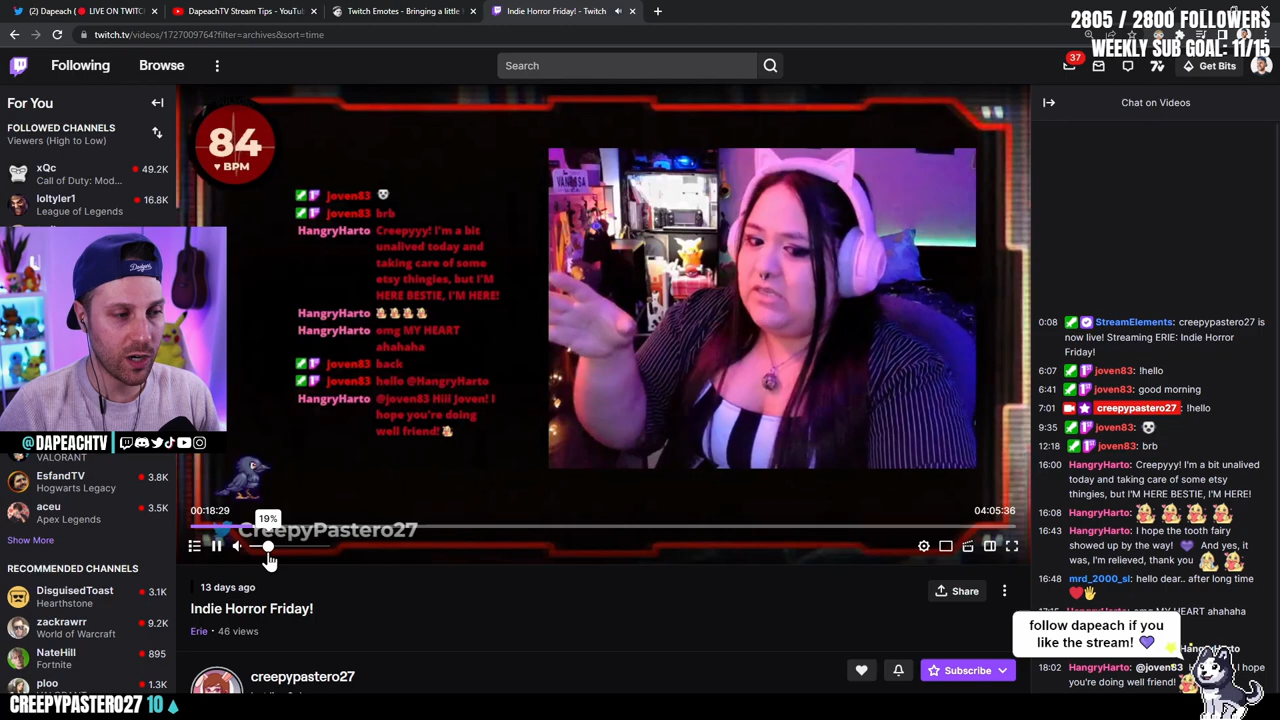 (2) Dapeach ( LIVE ON TWITC
DapeachTV Stream Tips - YouTu
Twitch Emotes - Bringing a little
Indie Horror Friday! - Twitch
twitch.tv/videos/1727009764?filter=archives&sort=time
2805 / 2800 FOLLOWERS
WEEKLY SUB GOAL: 11/15
Following
Browse
Search
37
Get Bits
For You
FOLLOWED CHANNELS
Viewers (High to Low)
xQc
49.2K
Call of Duty: Mod...
loltyler1
16.8K
League of Legends
@DAPEACHTV
VALORANT
EsfandTV
3.8K
Hogwarts Legacy
aceu
3.5K
Apex Legends
Show More
RECOMMENDED CHANNELS
DisguisedToast
3.1K
Hearthstone
zackrawrr
9.2K
World of Warcraft
NateHill
895
Fortnite
ploo
1.3K
CREEPYPASTERO27 10
84
BPM
joven83
joven83 brb
HangryHarto Creepyyy! I'm a bit
unalived today and
taking care of some
etsy thingies, but I'M
HERE BESTIE, I'M HERE!
HangryHarto
HangryHarto omg MY HEART
ahahaha
joven83 back
joven83 hello @HangryHarto
HangryHarto @joven83 Hiii Joven! I
hope you're doing
well friend!
VANESSA
00:18:29
04:05:36
19%
CreepyPastero27
13 days ago
Indie Horror Friday!
Erie · 46 views
Share
creepypastero27
Subscribe
Chat on Videos
0:08 StreamElements: creepypastero27 is
now live! Streaming ERIE: Indie Horror
Friday!
6:07 joven83: !hello
6:41 joven83: good morning
7:01 creepypastero27 : !hello
9:35 joven83:
12:18 joven83: brb
16:00 HangryHarto: Creepyyy! I'm a bit unalived
today and taking care of some etsy
thingies, but I'M HERE BESTIE, I'M HERE!
16:08 HangryHarto:
16:43 HangryHarto: I hope the tooth fairy
showed up by the way! And yes, it
was, I'm relieved, thank you
16:48 mrd_2000_sl: hello dear.. after long
time
HangryHarto: omg MY HEART ahahaha
follow dapeach if you
like the stream!
18:02 HangryHarto: @joven83 hope
you're doing well friend!